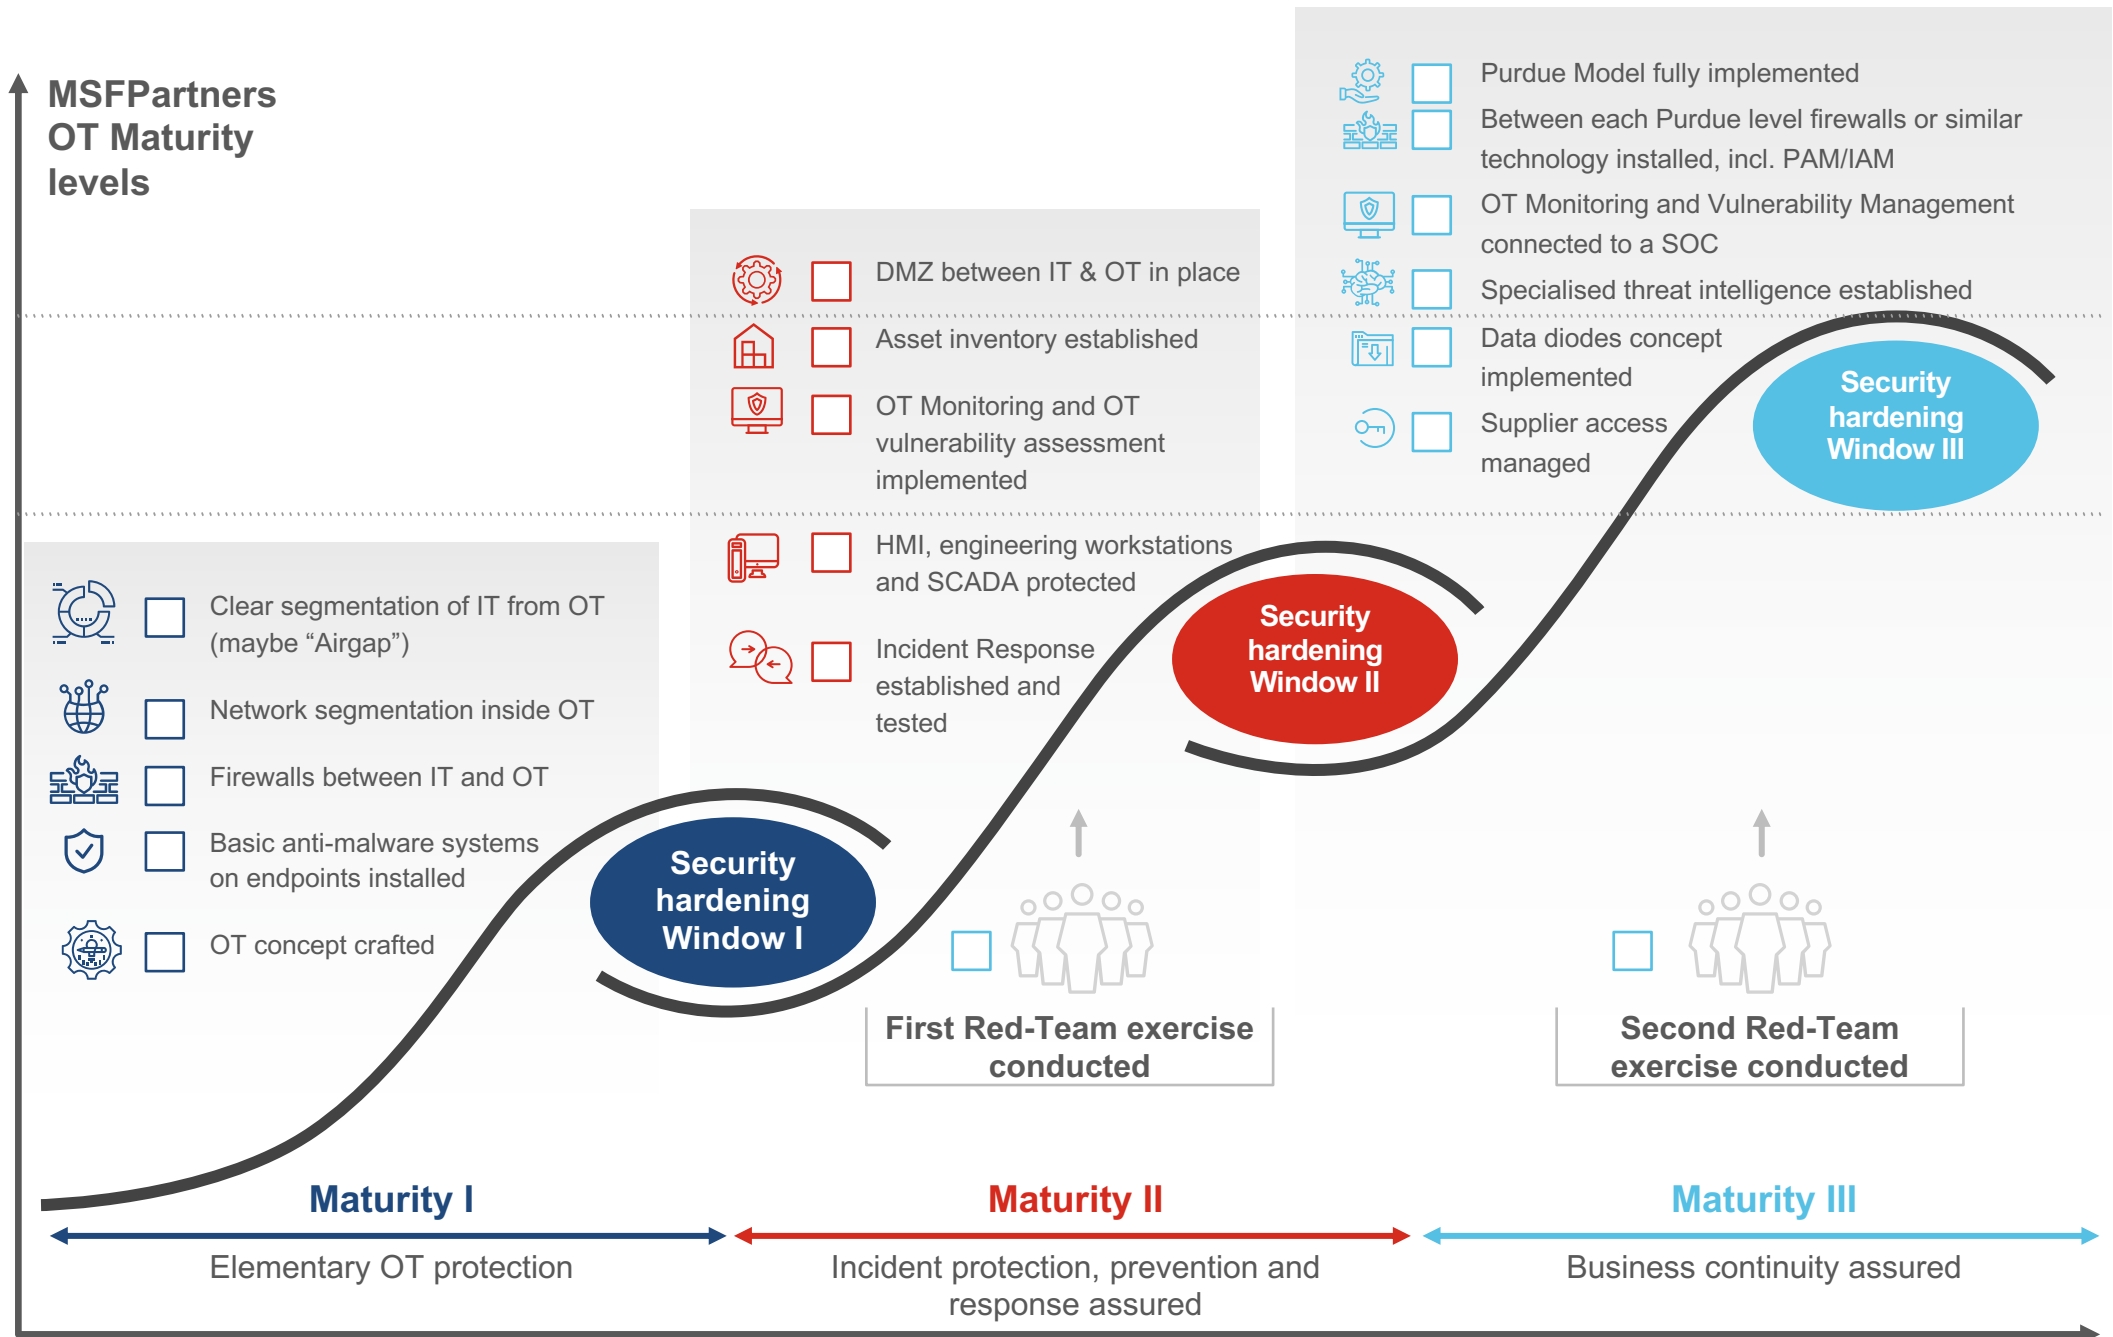 MSFPartners
OT Maturity
levels
Purdue Model fully implemented
Between each Purdue level firewalls or similar
technology installed, incl. PAM/IAM
OT Monitoring and Vulnerability Management
connected to a SOC
Specialised threat intelligence established
Data diodes concept
implemented
Supplier access
managed
Security
hardening
Window III
DMZ between IT & OT in place
Asset inventory established
OT Monitoring and OT
vulnerability assessment
implemented
HMI, engineering workstations
and SCADA protected
Incident Response
established and
tested
Security
hardening
Window II
Clear segmentation of IT from OT
(maybe “Airgap”)
Network segmentation inside OT
Firewalls between IT and OT
Basic anti-malware systems
on endpoints installed
OT concept crafted
Security
hardening
Window I
First Red-Team exercise
conducted
Second Red-Team
exercise conducted
Maturity I
Elementary OT protection
Maturity II
Incident protection, prevention and
response assured
Maturity III
Business continuity assured